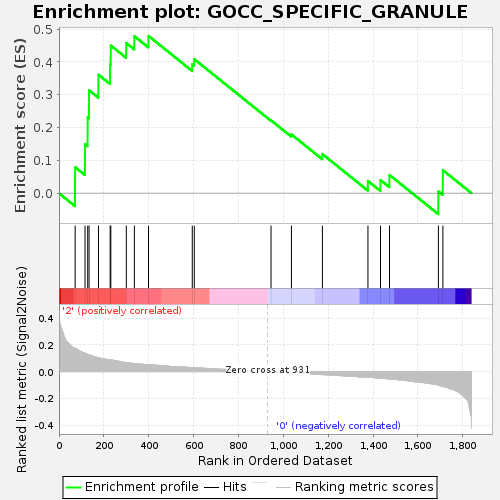 Enrichment plot: GOCC_SPECIFIC_GRANULE
Enrichment score (ES)
0.5
0.4
0.3
0.2
0.1
0.0
'2' (positively correlated)
Ranked list metric (Signal2Noise)
0.4
0.2
0.0
-0.2
-0.4
Zero cross at 931
'0' (negatively correlated)
0 200 400 600 800 1,000 1,200 1,400 1,600 1,800
Rank in Ordered Dataset
Enrichment profile Hits Ranking metric scores